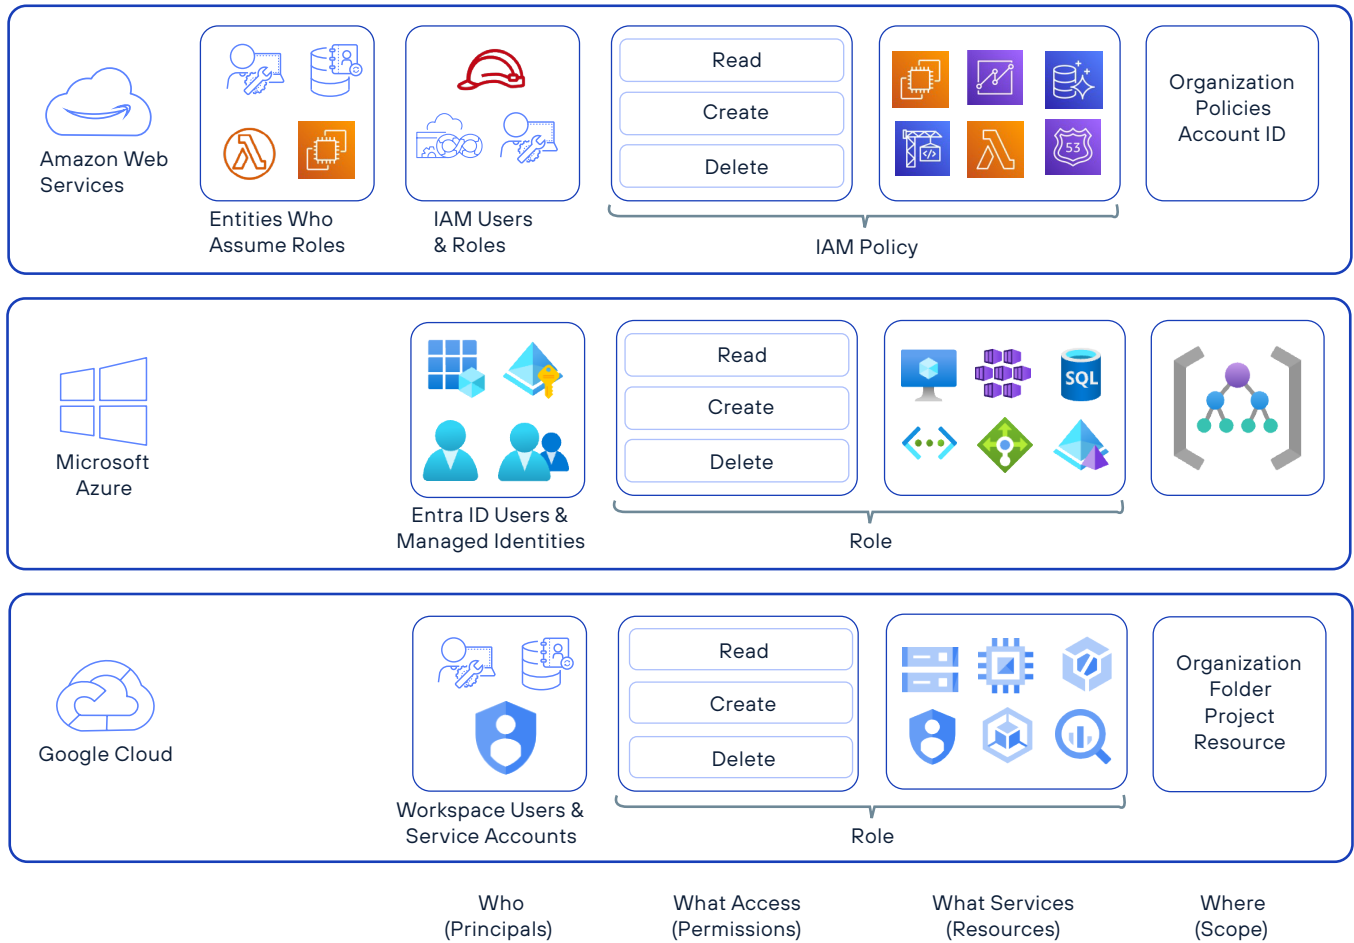 Amazon Web
Services
Entities Who
Assume Roles
IAM Users
& Roles
Read
Create
Delete
53
IAM Policy
Organization
Policies
Account ID
Microsoft
Azure
Entra ID Users &
Managed Identities
Read
Create
Delete
SQL
Role
Google Cloud
Workspace Users &
Service Accounts
Read
Create
Delete
Role
Organization
Folder
Project
Resource
Who
(Principals)
What Access
(Permissions)
What Services
(Resources)
Where
(Scope)